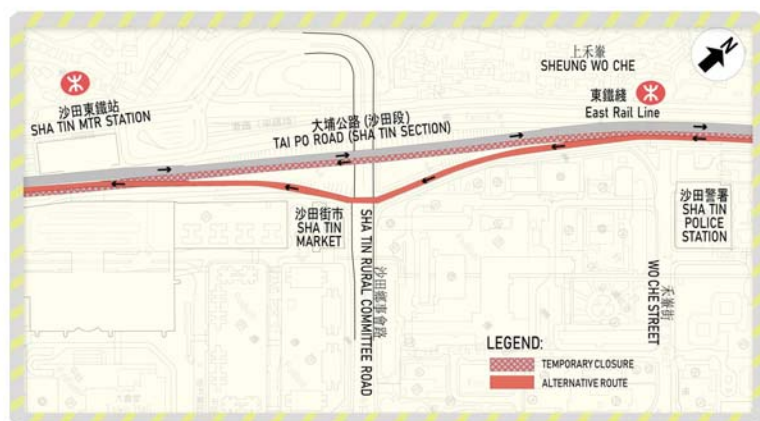 上禾輋
SHEUNG WO CHE
N
東鐵綫
East Rail Line
沙田東鐵站
SHA TIN MTR STATION
大埔公路 (沙田段)
TAI PO ROAD (SHA TIN SECTION)
沙田街市
SHA TIN
MARKET
沙田鄉事會路
SHA TIN RURAL COMMITTEE ROAD
沙田警署
SHA TIN
POLICE
STATION
禾輋街
WO CHE STREET
LEGEND:
TEMPORARY CLOSURE
ALTERNATIVE ROUTE